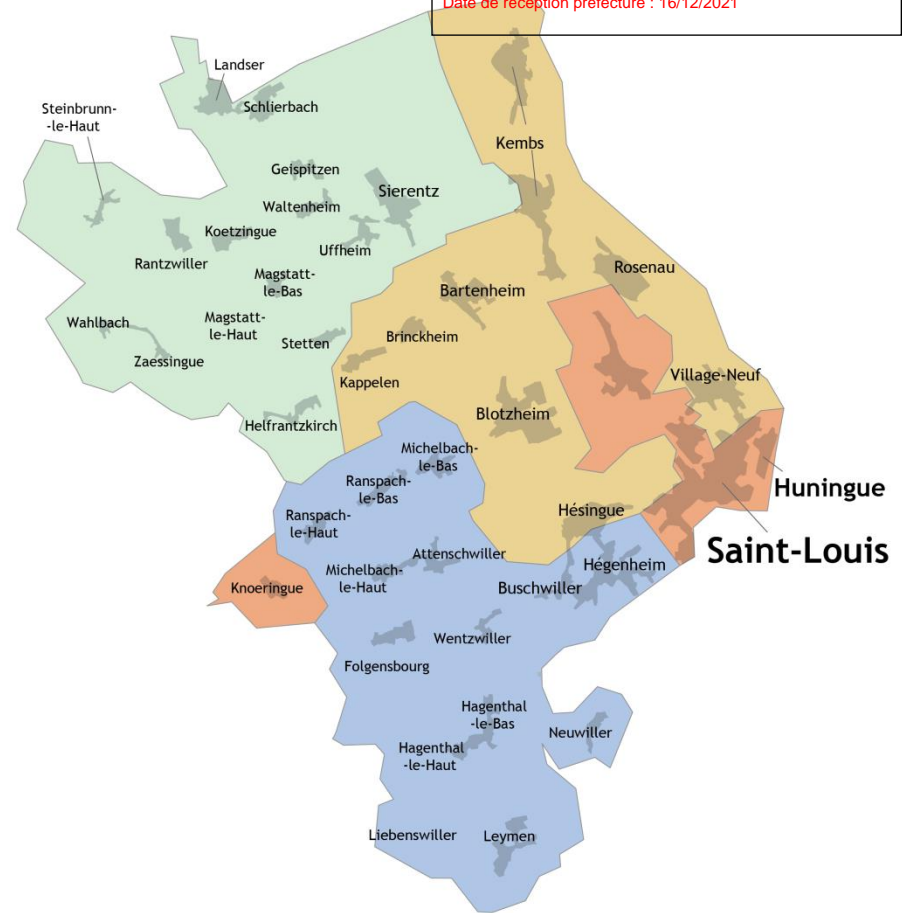 Date de réception préfecture : 16/12/2021
Landser
Schlierbach
Steinbrunn-
-le-Haut
Kembs
Geispitzen
Sierentz
Waltenheim
Koetzingue
Uffheim
Rantzwiller
Rosenau
Magstatt-
le-Bas
Bartenheim
Wahlbach
Magstatt-
le-Haut
Stetten
Brinckheim
Zaessingue
Kappelen
Village-Neuf
Blotzheim
Helfrantzkirch
Michelbach-
le-Bas
Ranspach-
le-Bas
Huningue
Ranspach-
le-Haut
Hésingue
Saint-Louis
Attenschwiller
Hégenheim
Michelbach-
le-Haut
Buschwiller
Knoeringue
Wentzwiller
Folgensbourg
Hagenthal
-le-Bas
Neuwiller
Hagenthal
-le-Haut
Liebenswiller
Leymen